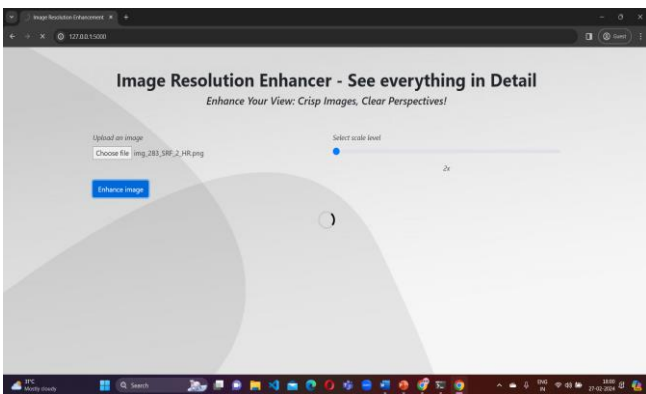 Image Resolution Enhancement
127.0.0.1:5000
Guest
Image Resolution Enhancer - See everything in Detail
Enhance Your View: Crisp Images, Clear Perspectives!
Upload an image
Select scale level
Choose file img_283_SRF_2_HR.png
2x
Enhance image
31°C
Mostly cloudy
Search
ENG
IN
18:00
27-02-2024